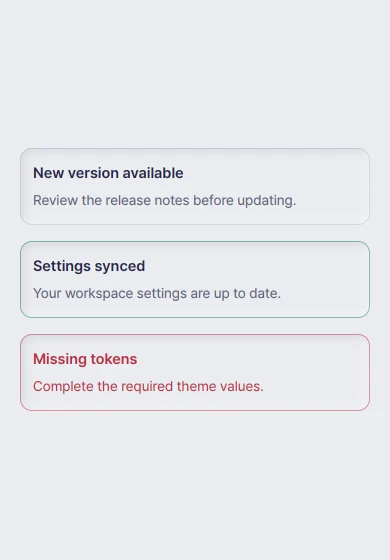 New version available
Review the release notes before updating.
Settings synced
Your workspace settings are up to date.
Missing tokens
Complete the required theme values.